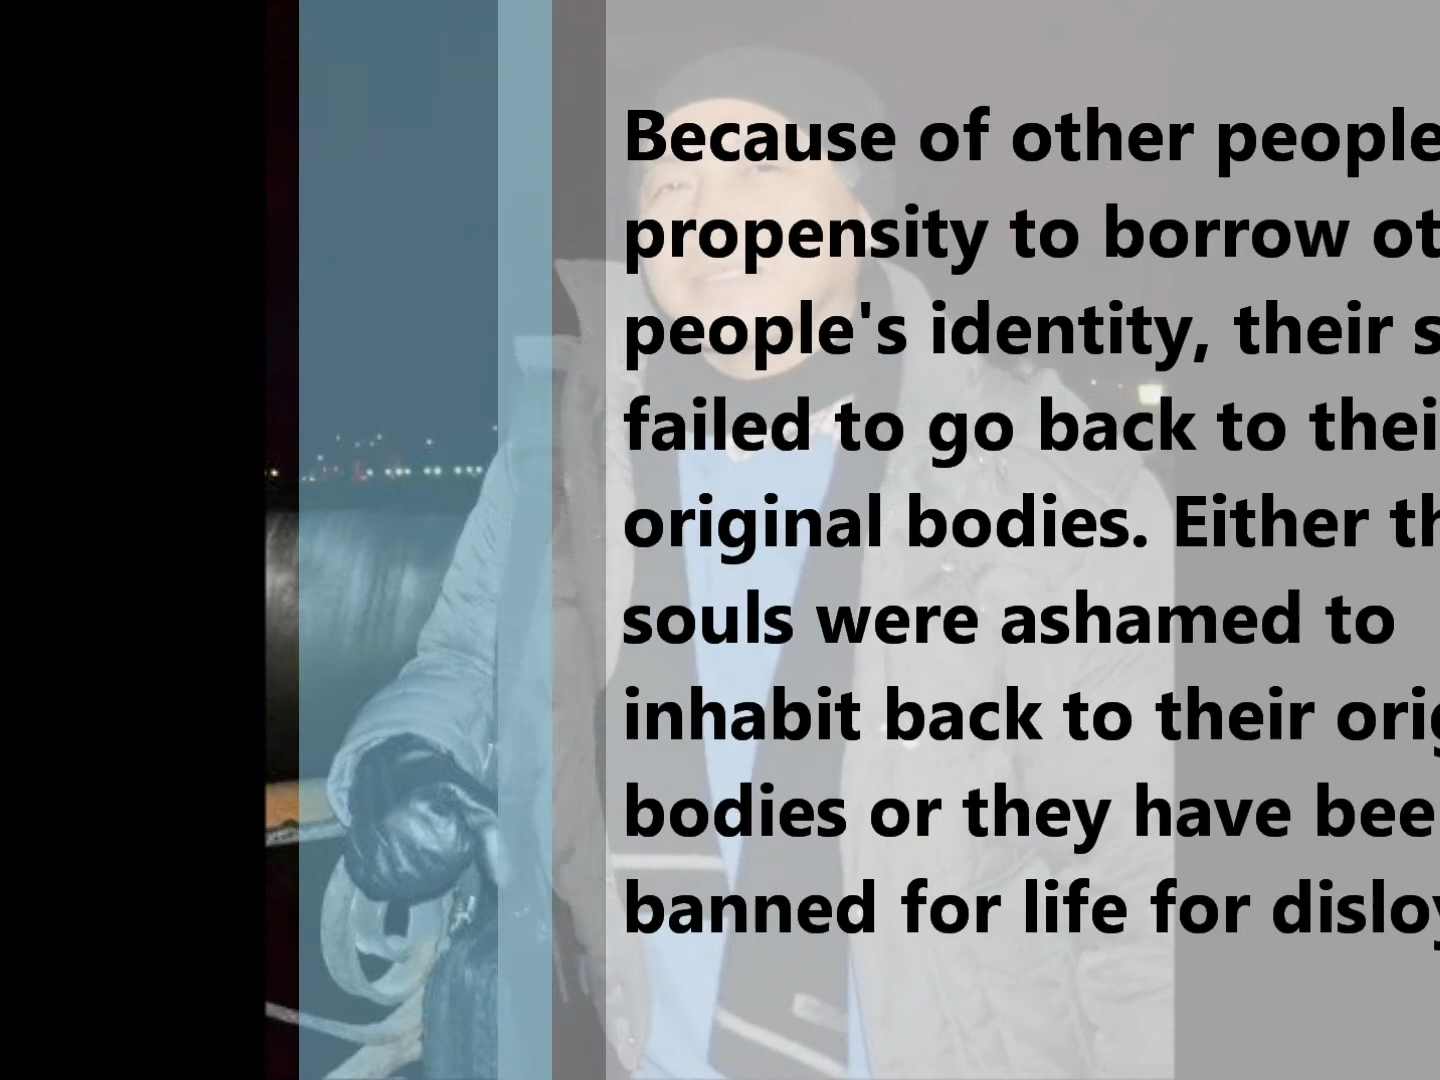 Because of other people
propensity to borrow ot
people's identity, their s
failed to go back to thei
original bodies. Either th
souls were ashamed to
inhabit back to their orig
bodies or they have bee
banned for life for disloy